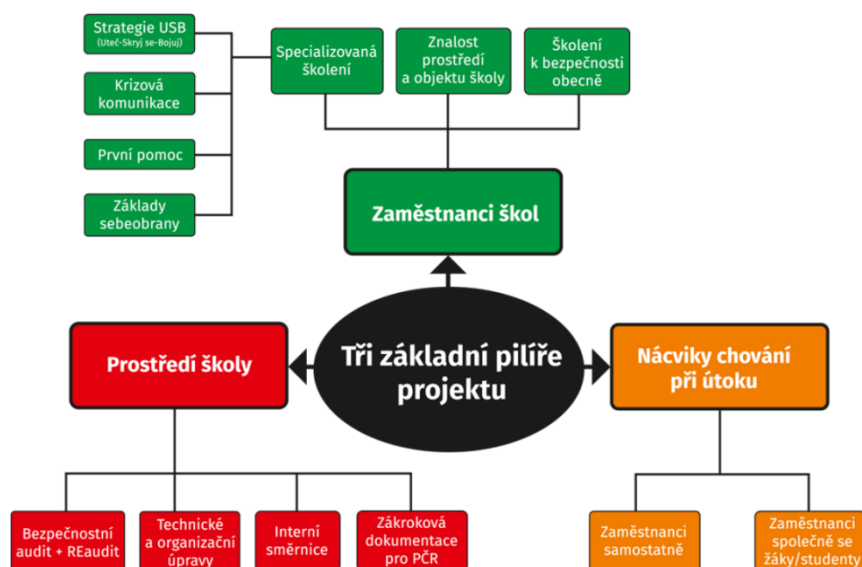 Strategie USB
(Uteč-Skryj se-Bojuj)
Krizová
komunikace
První pomoc
Základy
sebeobrany
Specializovaná
školení
Znalost
prostředí
a objektu školy
Školení
k bezpečnosti
obecně
Zaměstnanci škol
Tři základní pilíře
projektu
Prostředí školy
Nácviky chování
při útoku
Bezpečnostní
audit + REaudit
Technické
a organizační
úpravy
Interní
směrnice
Zákroková
dokumentace
pro PČR
Zaměstnanci
samostatně
Zaměstnanci
společně se
žáky/studenty